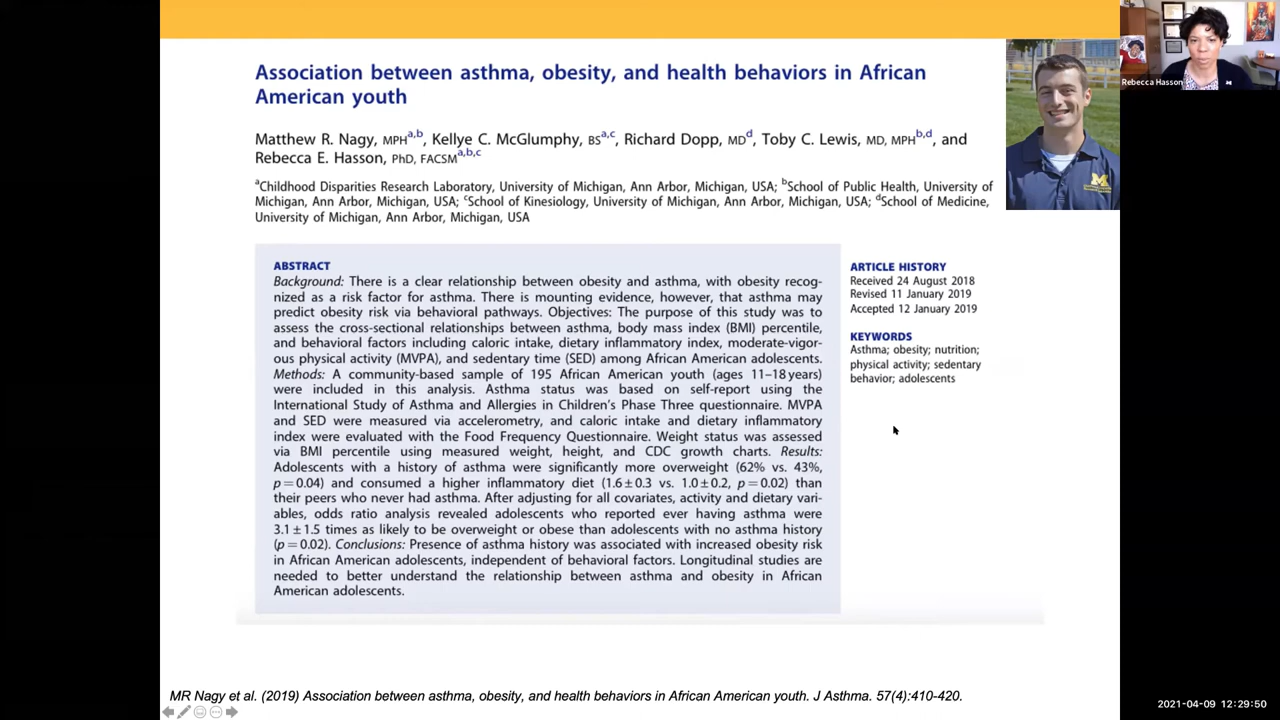 Association between asthma, obesity, and health behaviors in African
American youth
Matthew R. Nagy, MPHa,b, Kellye C. McGlumphy, BSa,c, Richard Dopp, MDd, Toby C. Lewis, MD, MPHb,d, and
Rebecca E. Hasson, PhD, FACSMa,b,c
aChildhood Disparities Research Laboratory, University of Michigan, Ann Arbor, Michigan, USA; bSchool of Public Health, University of
Michigan, Ann Arbor, Michigan, USA; cSchool of Kinesiology, University of Michigan, Ann Arbor, Michigan, USA; dSchool of Medicine,
University of Michigan, Ann Arbor, Michigan, USA
ABSTRACT
Background: There is a clear relationship between obesity and asthma, with obesity recog-
nized as a risk factor for asthma. There is mounting evidence, however, that asthma may
predict obesity risk via behavioral pathways. Objectives: The purpose of this study was to
assess the cross-sectional relationships between asthma, body mass index (BMI) percentile,
and behavioral factors including caloric intake, dietary inflammatory index, moderate-vigor-
ous physical activity (MVPA), and sedentary time (SED) among African American adolescents.
Methods: A community-based sample of 195 African American youth (ages 11–18 years)
were included in this analysis. Asthma status was based on self-report using the
International Study of Asthma and Allergies in Children's Phase Three questionnaire. MVPA
and SED were measured via accelerometry, and caloric intake and dietary inflammatory
index were evaluated with the Food Frequency Questionnaire. Weight status was assessed
via BMI percentile using measured weight, height, and CDC growth charts. Results:
Adolescents with a history of asthma were significantly more overweight (62% vs. 43%,
p = 0.04) and consumed a higher inflammatory diet (1.6 ± 0.3 vs. 1.0 ± 0.2, p = 0.02) than
their peers who never had asthma. After adjusting for all covariates, activity and dietary vari-
ables, odds ratio analysis revealed adolescents who reported ever having asthma were
3.1 ± 1.5 times as likely to be overweight or obese than adolescents with no asthma history
(p = 0.02). Conclusions: Presence of asthma history was associated with increased obesity risk
in African American adolescents, independent of behavioral factors. Longitudinal studies are
needed to better understand the relationship between asthma and obesity in African
American adolescents.
ARTICLE HISTORY
Received 24 August 2018
Revised 11 January 2019
Accepted 12 January 2019
KEYWORDS
Asthma; obesity; nutrition;
physical activity; sedentary
behavior; adolescents
M
Rebecca Hasson
MR Nagy et al. (2019) Association between asthma, obesity, and health behaviors in African American youth. J Asthma. 57(4):410-420.
2021-04-09 12:29:50